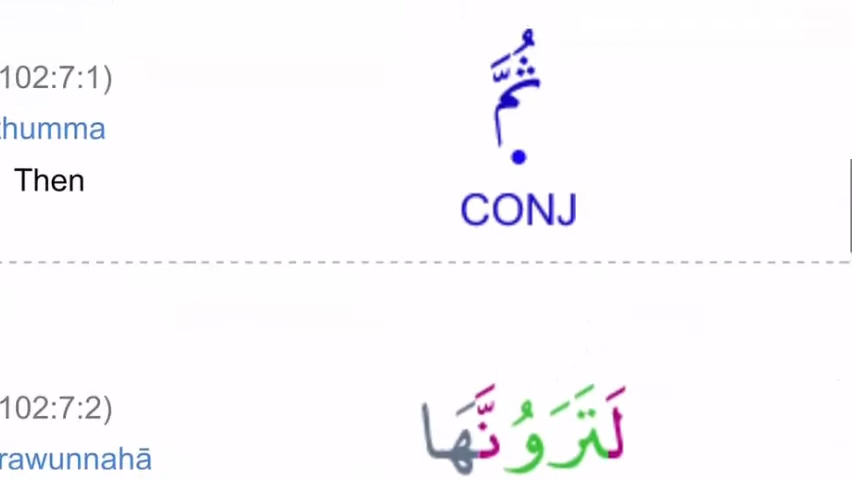 (102:7:1)
thumma
Then
ثُمَّ
CONJ
(102:7:2)
rawunnahā
لَتَرَوُنَّهَا